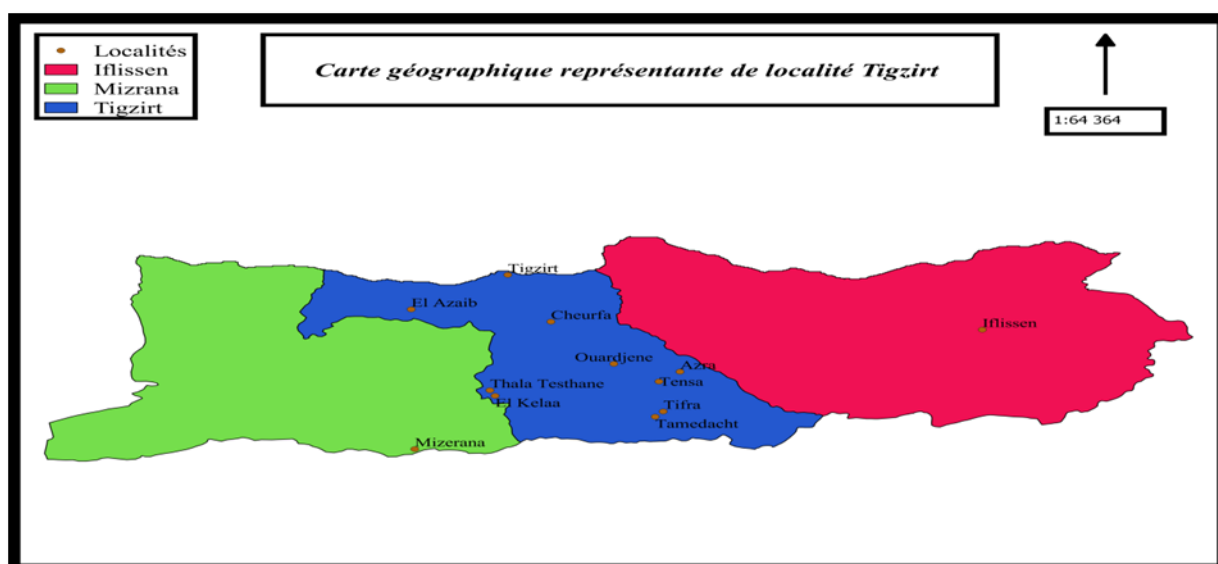 Localités
Iflissen
Mizrana
Tigzirt
Carte géographique représentante de localité Tigzirt
1:64 364
Tigzirt
El Azaib
Cheurfa
Iflissen
Ouardjene
Azra
Tensa
Thala Testhane
El Kelaa
Tifra
Tamedacht
Mizerana